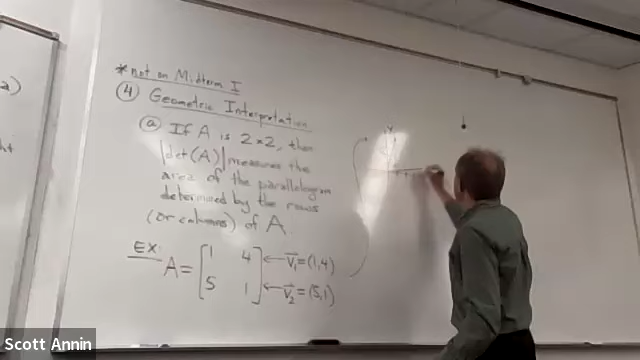 *not on Midterm I
④ Geometric Interpretation
ⓐ If A is 2×2, then
|det(A)| measures the
area of the parallelogram
determined by the rows
(or columns) of A.
EX: A = [1 4 ← v⃗₁ = (1,4)
5 1] ← v⃗₂ = (5,1)
y
Scott Annin